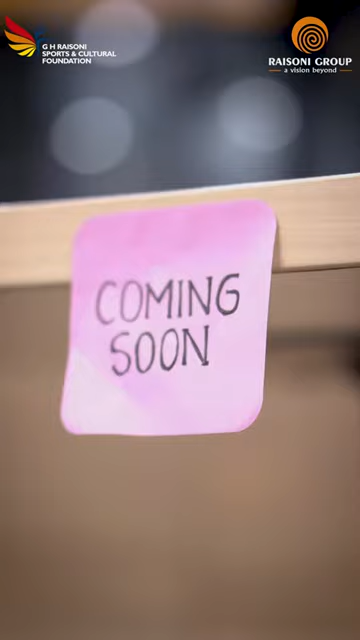 G H RAISONI
SPORTS & CULTURAL
FOUNDATION
RAISONI GROUP
a vision beyond
COMING
SOON